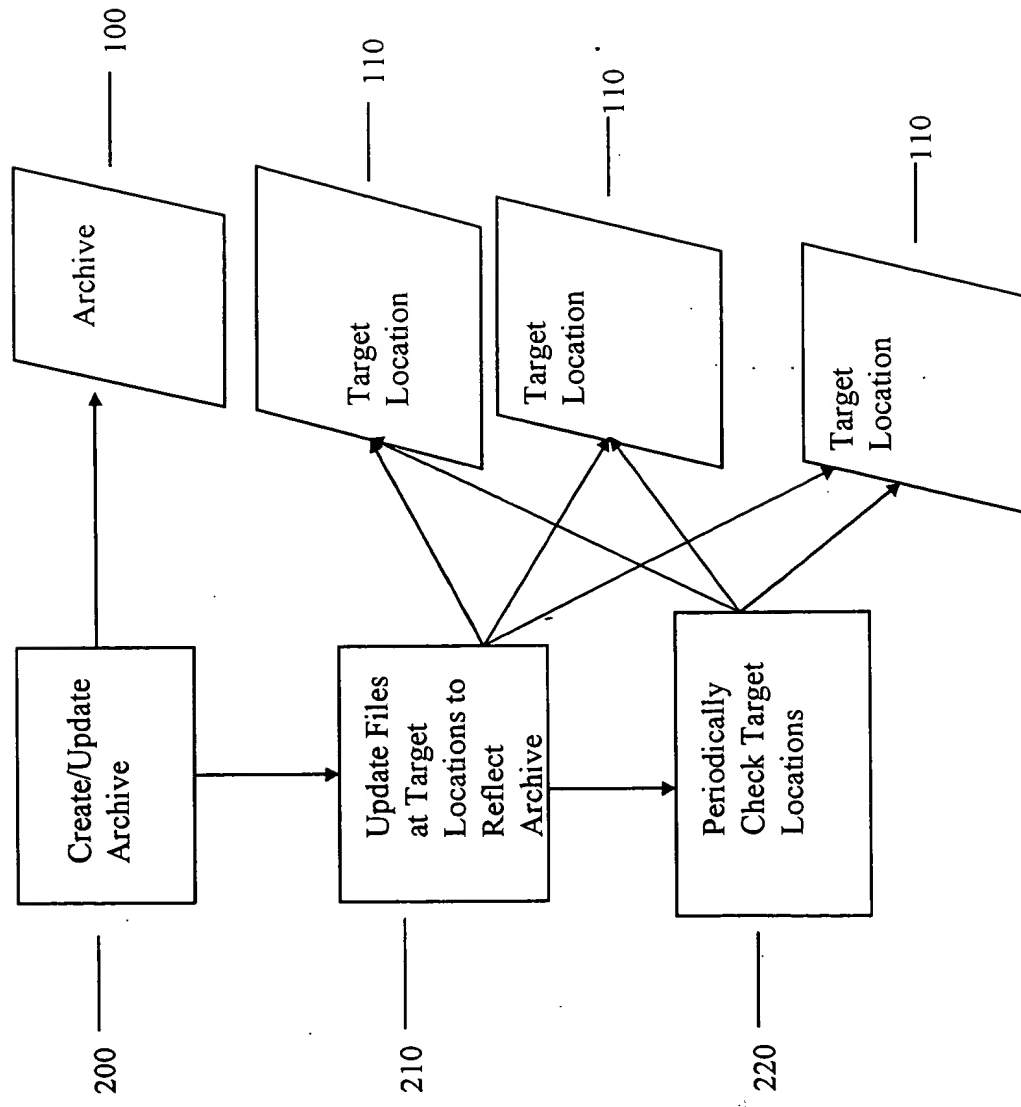 200
Create/Update
Archive
Archive
100
210
Update Files
at Target
Locations to
Reflect
Archive
Target
Location
110
Target
Location
110
220
Periodically
Check Target
Locations
Target
Location
110